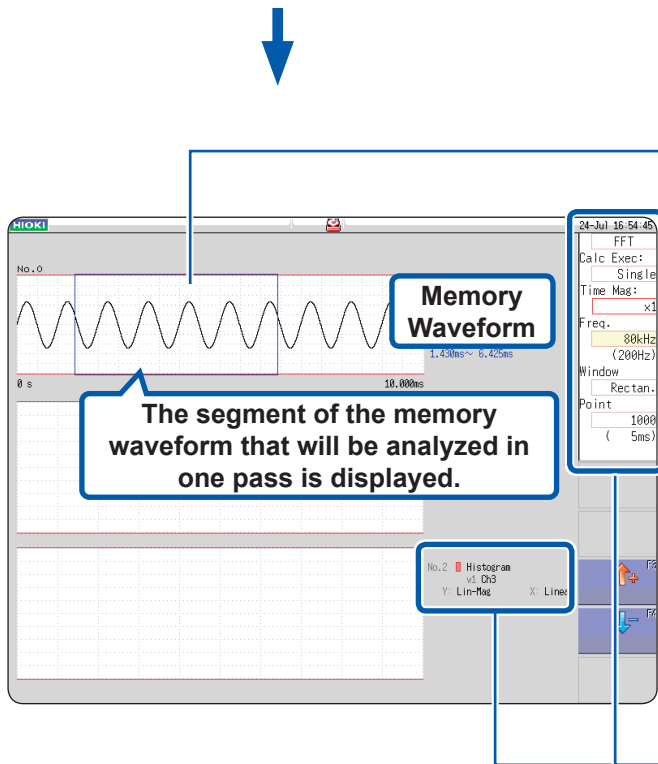 HIOKI
24-Jul 16:54:45
FFT
Calc Exec:
Single
Time Mag:
x1
Freq.
80kHz
(200Hz)
Window
Rectan.
Point
1000
( 5ms)
No.0
Memory
Waveform
1.430ms~ 6.425ms
0 s 10.000ms
The segment of the memory
waveform that will be analyzed in
one pass is displayed.
No.2 Histogram
w1 Ch3
Y: Lin-Mag X: Linea